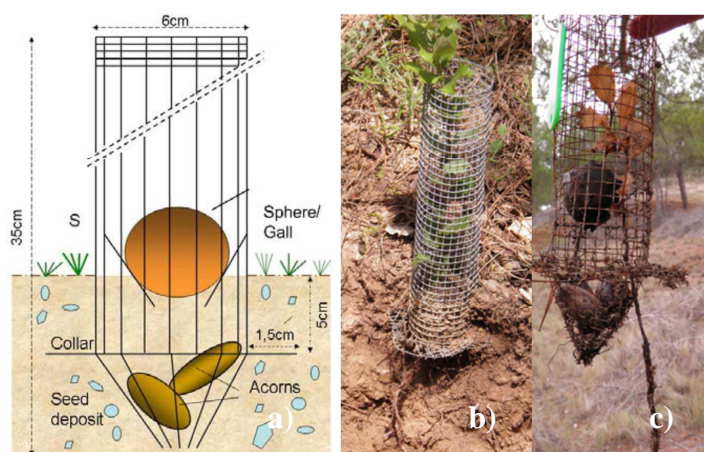 6cm
35cm
S
Sphere/
Gall
5cm
1,5cm
Collar
Acorns
Seed
deposit
a)
b)
c)